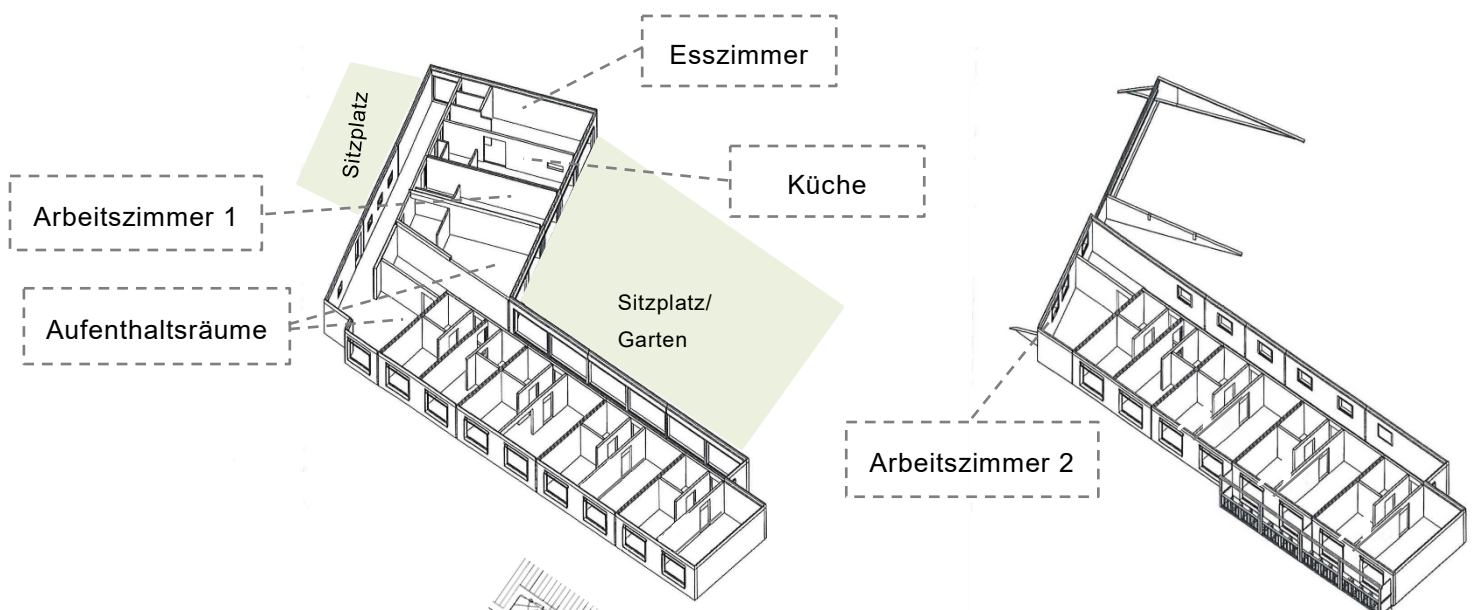 Esszimmer
Sitzplatz
Küche
Arbeitszimmer 1
Sitzplatz/
Garten
Aufenthaltsräume
Arbeitszimmer 2